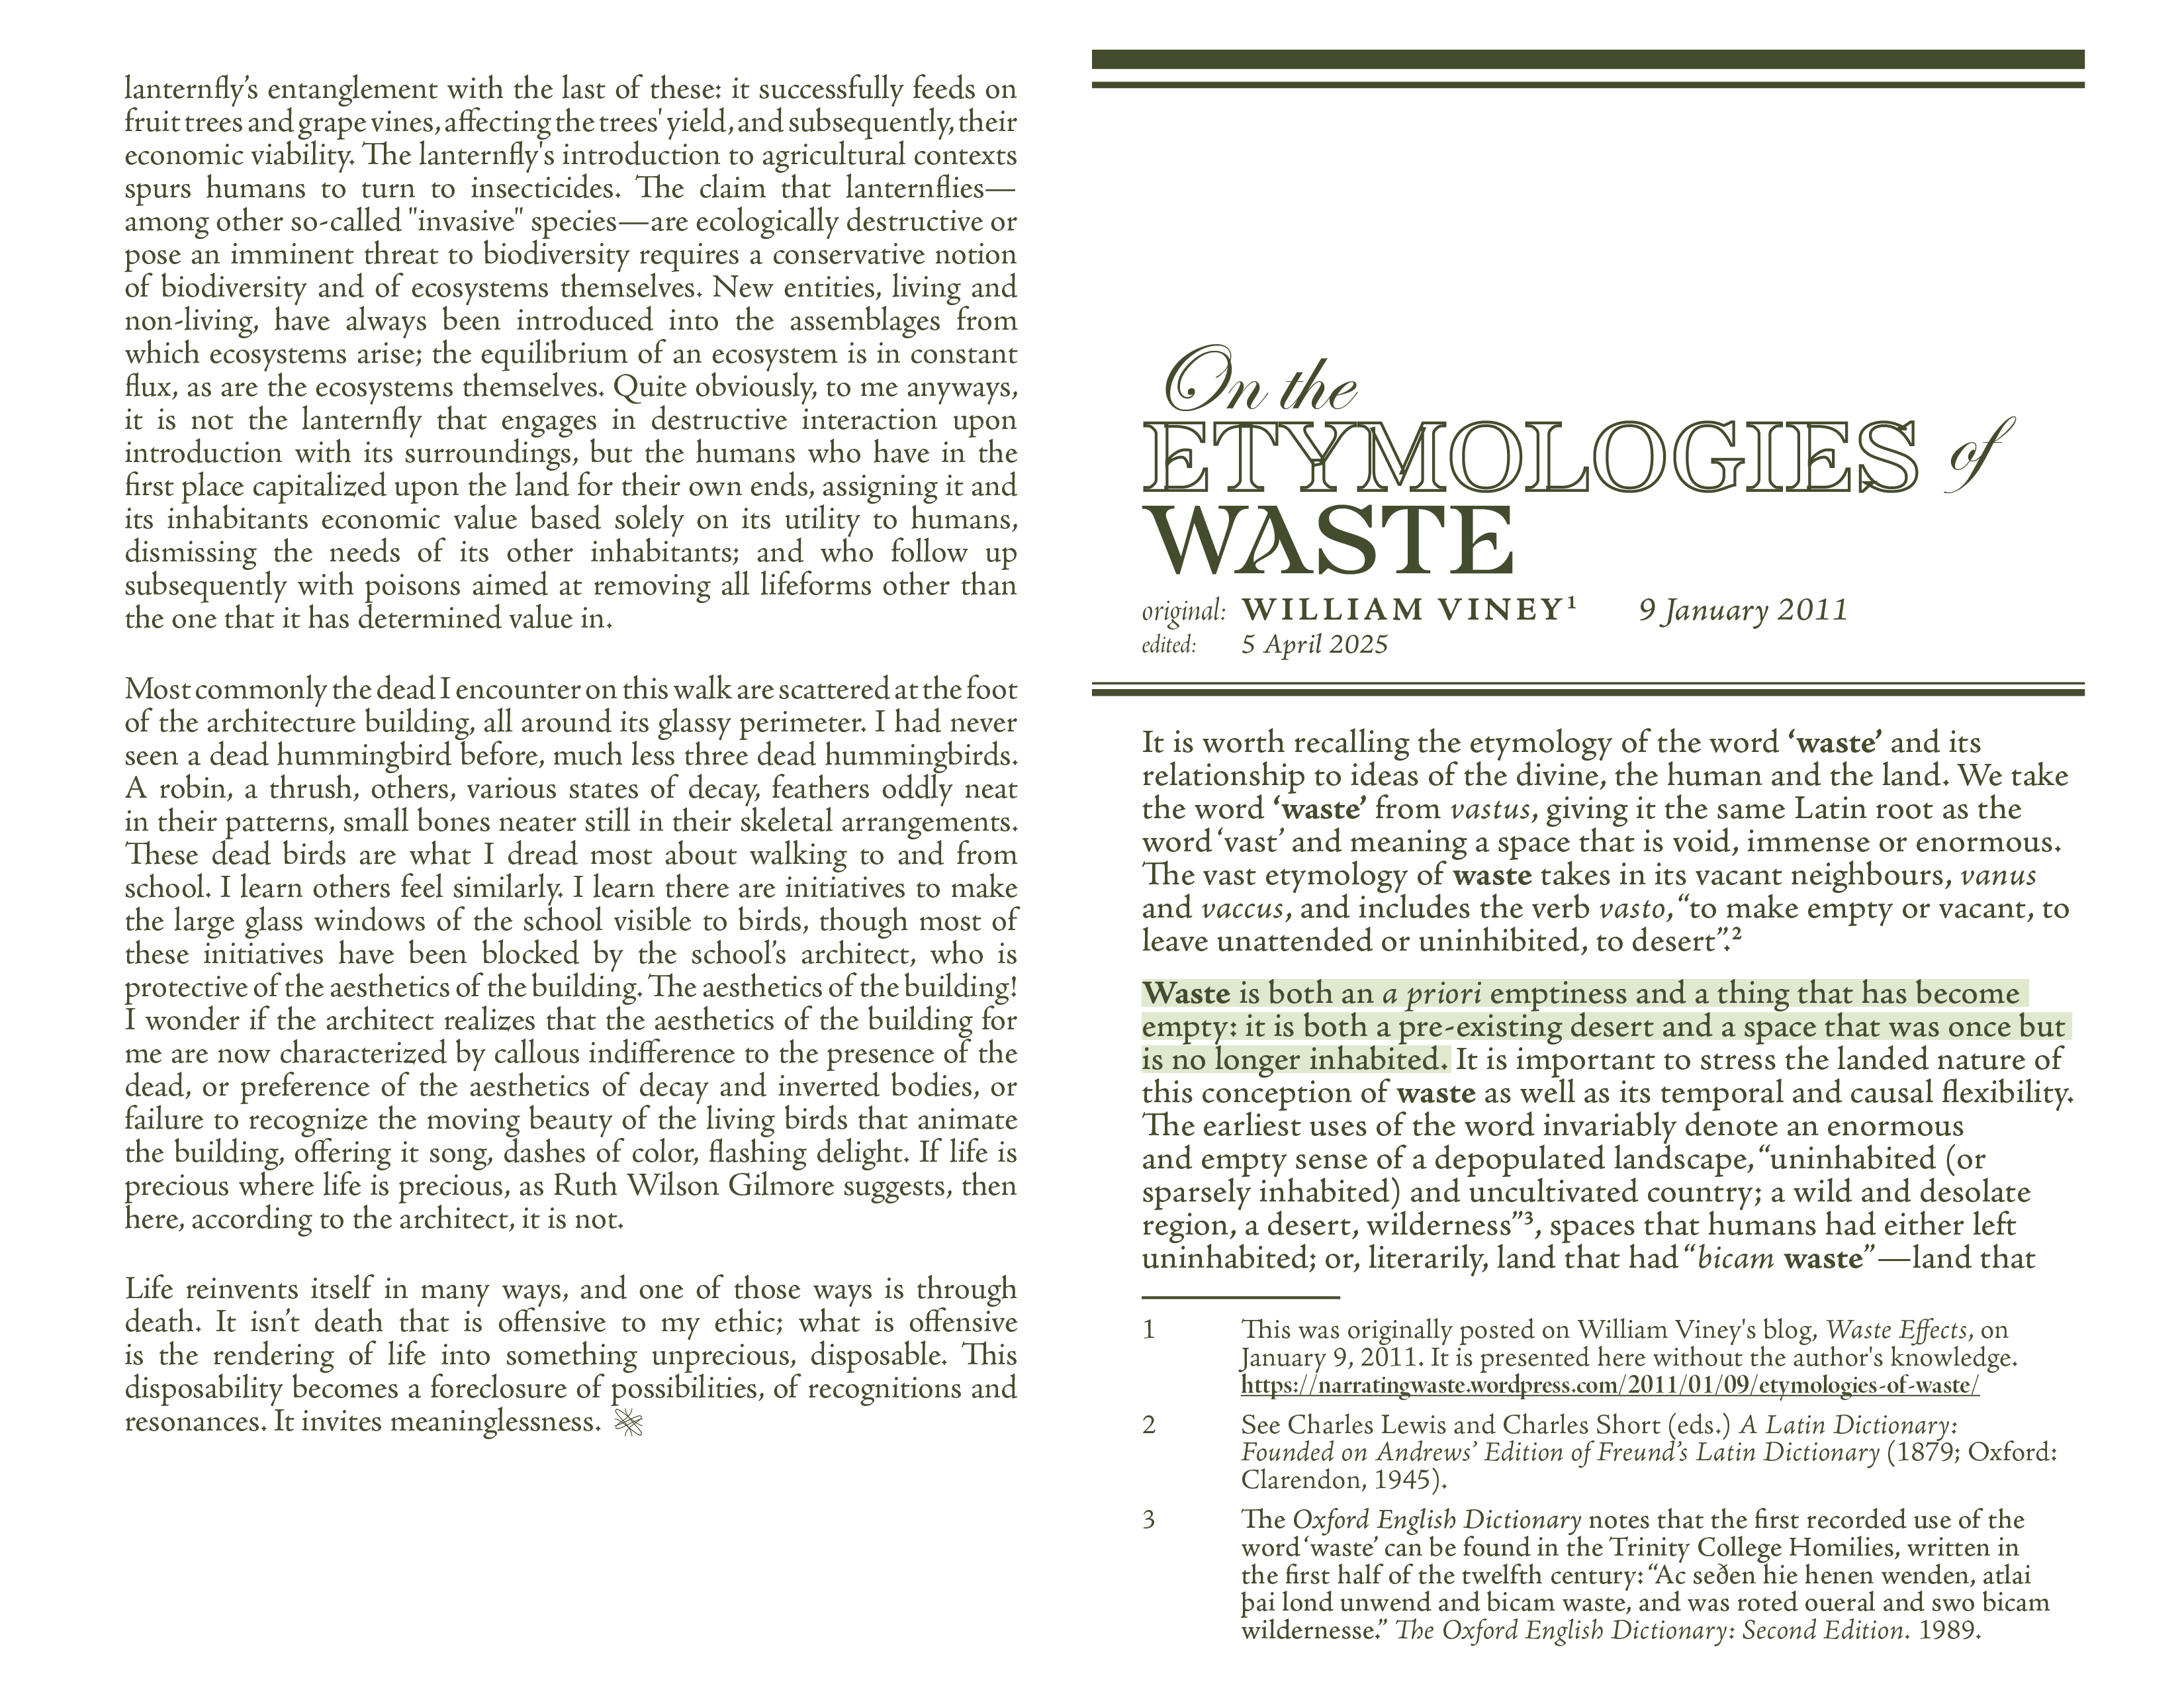 lanternfly’s entanglement with the last of these: it successfully feeds on
fruit trees and grape vines, affecting the trees' yield, and subsequently, their
economic viability. The lanternfly's introduction to agricultural contexts
spurs humans to turn to insecticides. The claim that lanternflies—
among other so-called "invasive" species—are ecologically destructive or
pose an imminent threat to biodiversity requires a conservative notion
of biodiversity and of ecosystems themselves. New entities, living and
non-living, have always been introduced into the assemblages from
which ecosystems arise; the equilibrium of an ecosystem is in constant
flux, as are the ecosystems themselves. Quite obviously, to me anyways,
it is not the lanternfly that engages in destructive interaction upon
introduction with its surroundings, but the humans who have in the
first place capitalized upon the land for their own ends, assigning it and
its inhabitants economic value based solely on its utility to humans,
dismissing the needs of its other inhabitants; and who follow up
subsequently with poisons aimed at removing all lifeforms other than
the one that it has determined value in.
Most commonly the dead I encounter on this walk are scattered at the foot
of the architecture building, all around its glassy perimeter. I had never
seen a dead hummingbird before, much less three dead hummingbirds.
A robin, a thrush, others, various states of decay, feathers oddly neat
in their patterns, small bones neater still in their skeletal arrangements.
These dead birds are what I dread most about walking to and from
school. I learn others feel similarly. I learn there are initiatives to make
the large glass windows of the school visible to birds, though most of
these initiatives have been blocked by the school’s architect, who is
protective of the aesthetics of the building. The aesthetics of the building!
I wonder if the architect realizes that the aesthetics of the building for
me are now characterized by callous indifference to the presence of the
dead, or preference of the aesthetics of decay and inverted bodies, or
failure to recognize the moving beauty of the living birds that animate
the building, offering it song, dashes of color, flashing delight. If life is
precious where life is precious, as Ruth Wilson Gilmore suggests, then
here, according to the architect, it is not.
Life reinvents itself in many ways, and one of those ways is through
death. It isn’t death that is offensive to my ethic; what is offensive
is the rendering of life into something unprecious, disposable. This
disposability becomes a foreclosure of possibilities, of recognitions and
resonances. It invites meaninglessness.
On the
ETYMOLOGIES of
WASTE
original: WILLIAM VINEY¹ 9 January 2011
edited: 5 April 2025
It is worth recalling the etymology of the word ‘waste’ and its
relationship to ideas of the divine, the human and the land. We take
the word ‘waste’ from vastus, giving it the same Latin root as the
word ‘vast’ and meaning a space that is void, immense or enormous.
The vast etymology of waste takes in its vacant neighbours, vanus
and vaccus, and includes the verb vasto, “to make empty or vacant, to
leave unattended or uninhibited, to desert”.²
Waste is both an a priori emptiness and a thing that has become
empty: it is both a pre-existing desert and a space that was once but
is no longer inhabited. It is important to stress the landed nature of
this conception of waste as well as its temporal and causal flexibility.
The earliest uses of the word invariably denote an enormous
and empty sense of a depopulated landscape, “uninhabited (or
sparsely inhabited) and uncultivated country; a wild and desolate
region, a desert, wilderness”³, spaces that humans had either left
uninhabited; or, literarily, land that had “bicam waste”—land that
1 This was originally posted on William Viney's blog, Waste Effects, on
January 9, 2011. It is presented here without the author's knowledge.
https://narratingwaste.wordpress.com/2011/01/09/etymologies-of-waste/
2 See Charles Lewis and Charles Short (eds.) A Latin Dictionary:
Founded on Andrews’ Edition of Freund’s Latin Dictionary (1879; Oxford:
Clarendon, 1945).
3 The Oxford English Dictionary notes that the first recorded use of the
word ‘waste’ can be found in the Trinity College Homilies, written in
the first half of the twelfth century: “Ac seðen hie henen wenden, atlai
þai lond unwend and bicam waste, and was roted oueral and swo bicam
wildernesse.” The Oxford English Dictionary: Second Edition. 1989.